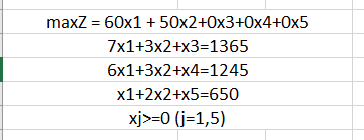 maxZ = 60x1 + 50x2+0x3+0x4+0x5
7x1+3x2+x3=1365
6x1+3x2+x4=1245
x1+2x2+x5=650
xj>=0 (j=1,5)